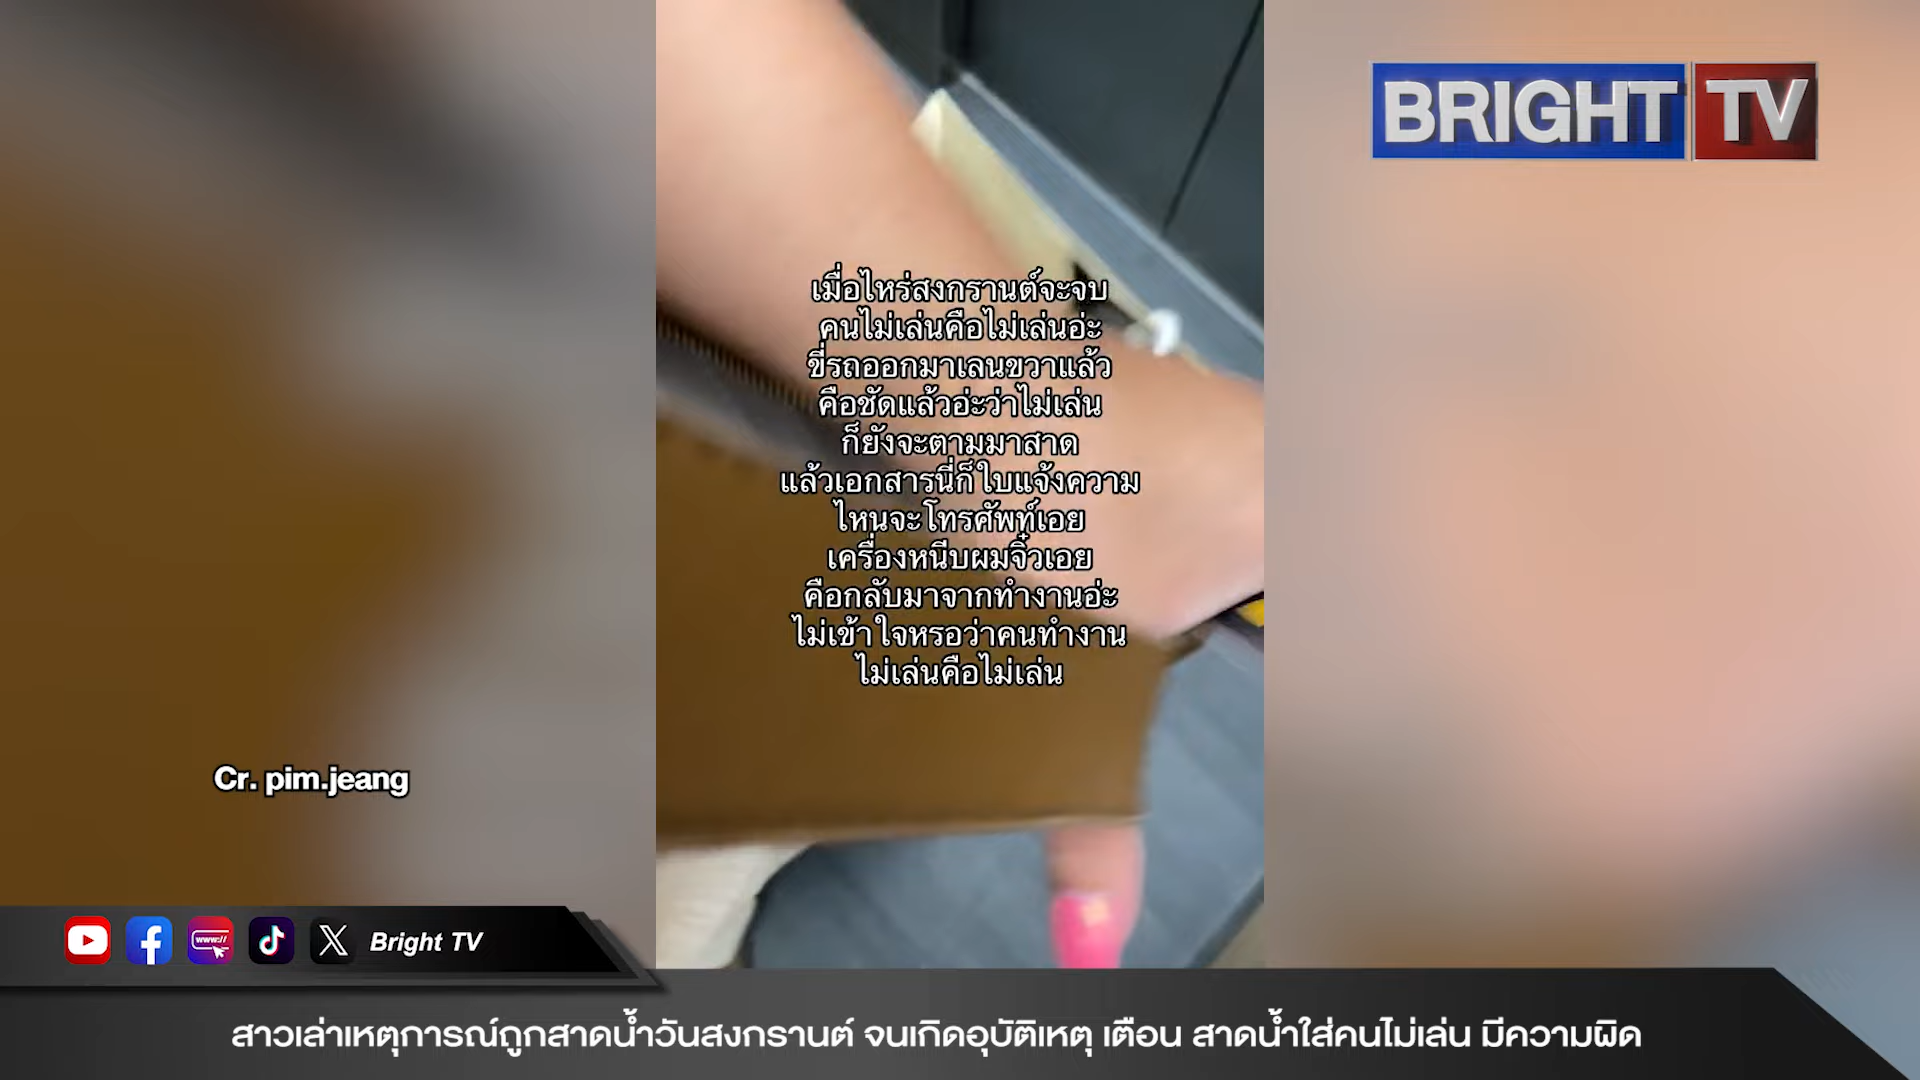 BRIGHT TV
เมื่อไหร่สงกรานต์จะจบ
คนไม่เล่นคือไม่เล่นอ่ะ
ขี่รถออกมาเลนขวาแล้ว
คือชัดแล้วอ่ะว่าไม่เล่น
ก็ยังจะตามมาสาด
แล้วเอกสารนี่ก็ใบแจ้งความ
ไหนจะโทรศัพท์เอย
เครื่องหนีบผมจิ๋วเอย
คือกลับมาจากทำงานอ่ะ
ไม่เข้าใจหรอว่าคนทำงาน
ไม่เล่นคือไม่เล่น
Cr. pim.jeang
www://
Bright TV
สาวเล่าเหตุการณ์ถูกสาดน้ำวันสงกรานต์ จนเกิดอุบัติเหตุ เตือน สาดน้ำใส่คนไม่เล่น มีความผิด